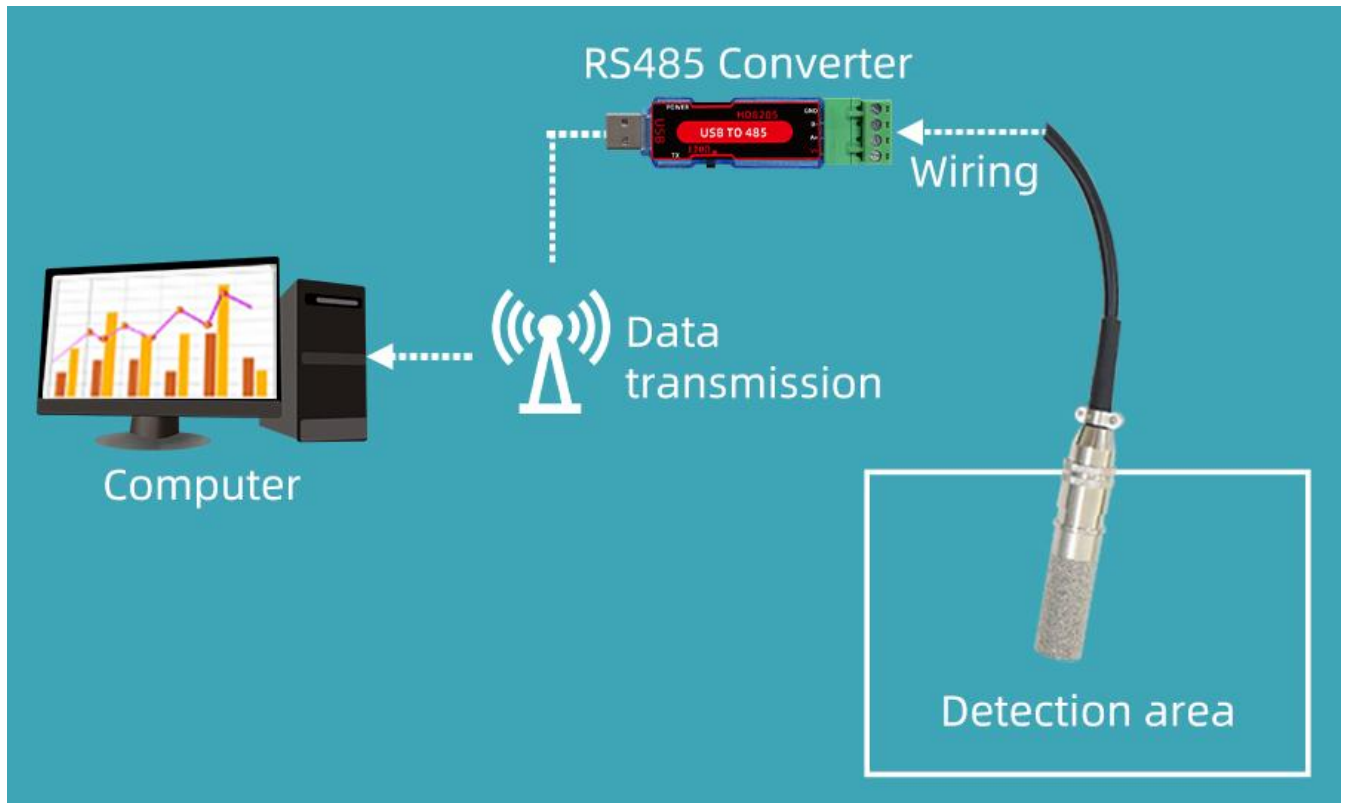 RS485 Converter
POWER
GND
USB
USB TO 485
B-
A+
TX
Wiring
Data
transmission
Computer
Detection area